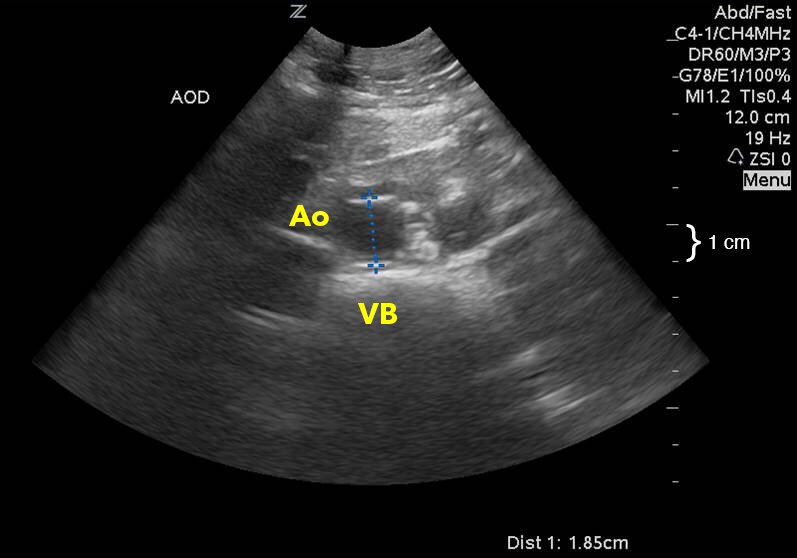 Z
Abd/Fast
C4-1/CH4MHz
DR60/M3/P3
G78/E1/100%
MI1.2 TIs0.4
12.0 cm
19 Hz
ZSI 0
Menu
AOD
Ao
1 cm
VB
Dist 1: 1.85cm